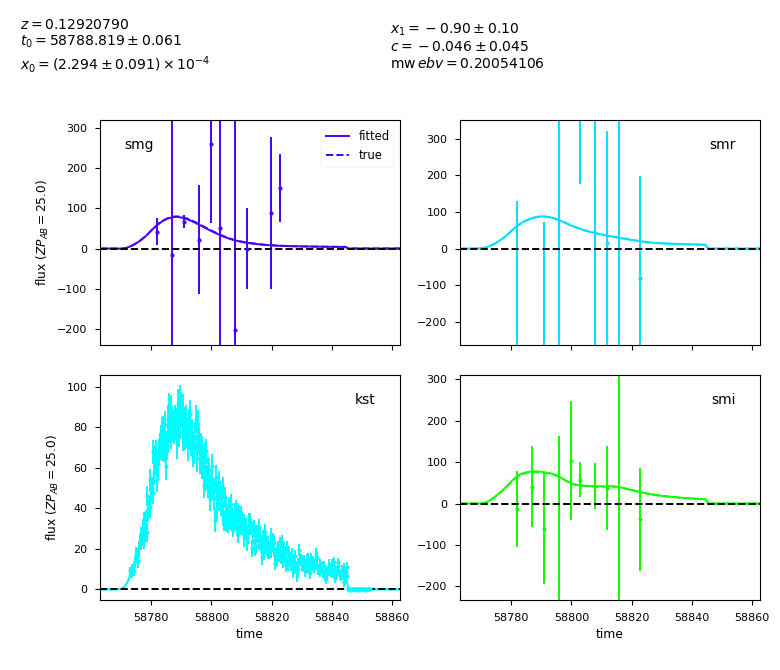 z = 0.12920790
t₀ = 58788.819 ± 0.061
x₀ = (2.294 ± 0.091) × 10⁻⁴
x₁ = −0.90 ± 0.10
c = −0.046 ± 0.045
mw ebv = 0.20054106
300
200
100
0
−100
−200
flux (ZP_AB = 25.0)
smg
fitted
true
300
200
100
0
−100
−200
smr
100
80
60
40
20
0
flux (ZP_AB = 25.0)
kst
58780 58800 58820 58840 58860
time
300
200
100
0
−100
−200
smi
58780 58800 58820 58840 58860
time